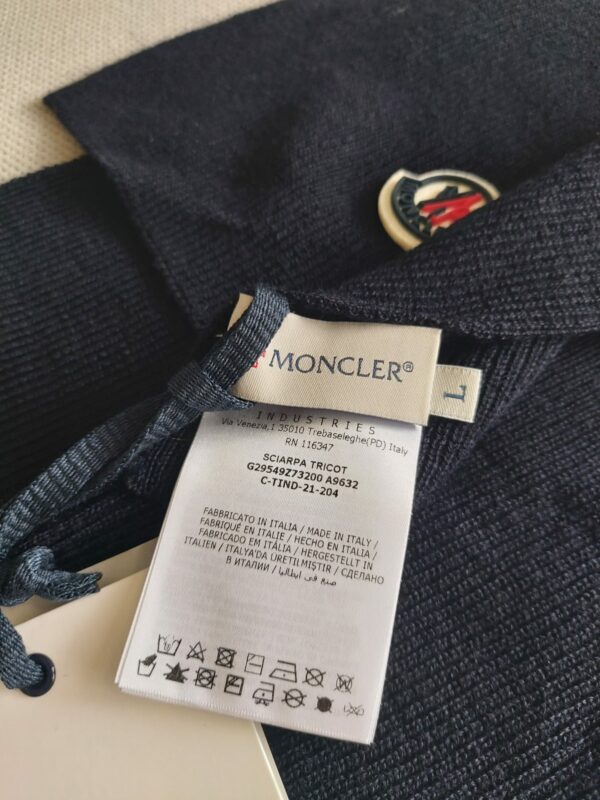 MONCLER®
L
INDUSTRIES
Via Venezia,1 35010 Trebaseleghe(PD) Italy
RN 116347
SCIARPA TRICOT
G29549Z73200 A9632
C-TIND-21-204
FABBRICATO IN ITALIA / MADE IN ITALY /
FABRIQUÉ EN ITALIE / HECHO EN ITALIA /
FABRICADO EM ITÁLIA / HERGESTELLT IN
ITALIEN / ITALYA'DA ÜRETILMIŞTIR / СДЕЛАНО
В ИТАЛИИ / صنع في ايطاليا